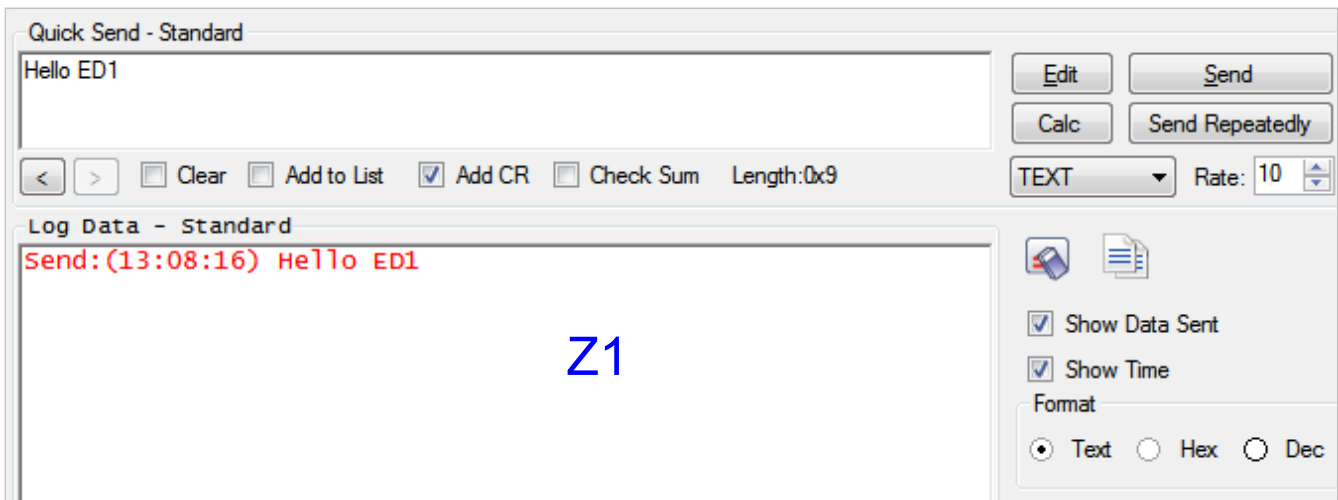 Quick Send - Standard
Hello ED1
Edit
Send
Calc
Send Repeatedly
<
>
Clear
Add to List
Add CR
Check Sum
Length:0x9
TEXT
Rate: 10
Log Data - Standard
Send:(13:08:16) Hello ED1
Z1
Show Data Sent
Show Time
Format
Text
Hex
Dec